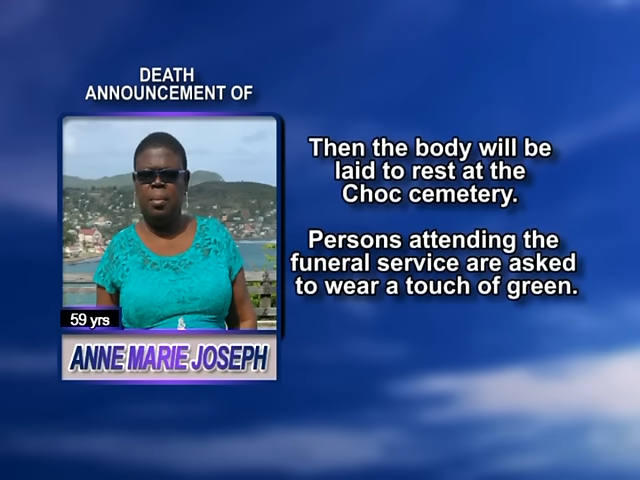 DEATH
ANNOUNCEMENT OF
59 yrs
ANNE MARIE JOSEPH
Then the body will be
laid to rest at the
Choc cemetery.
Persons attending the
funeral service are asked
to wear a touch of green.